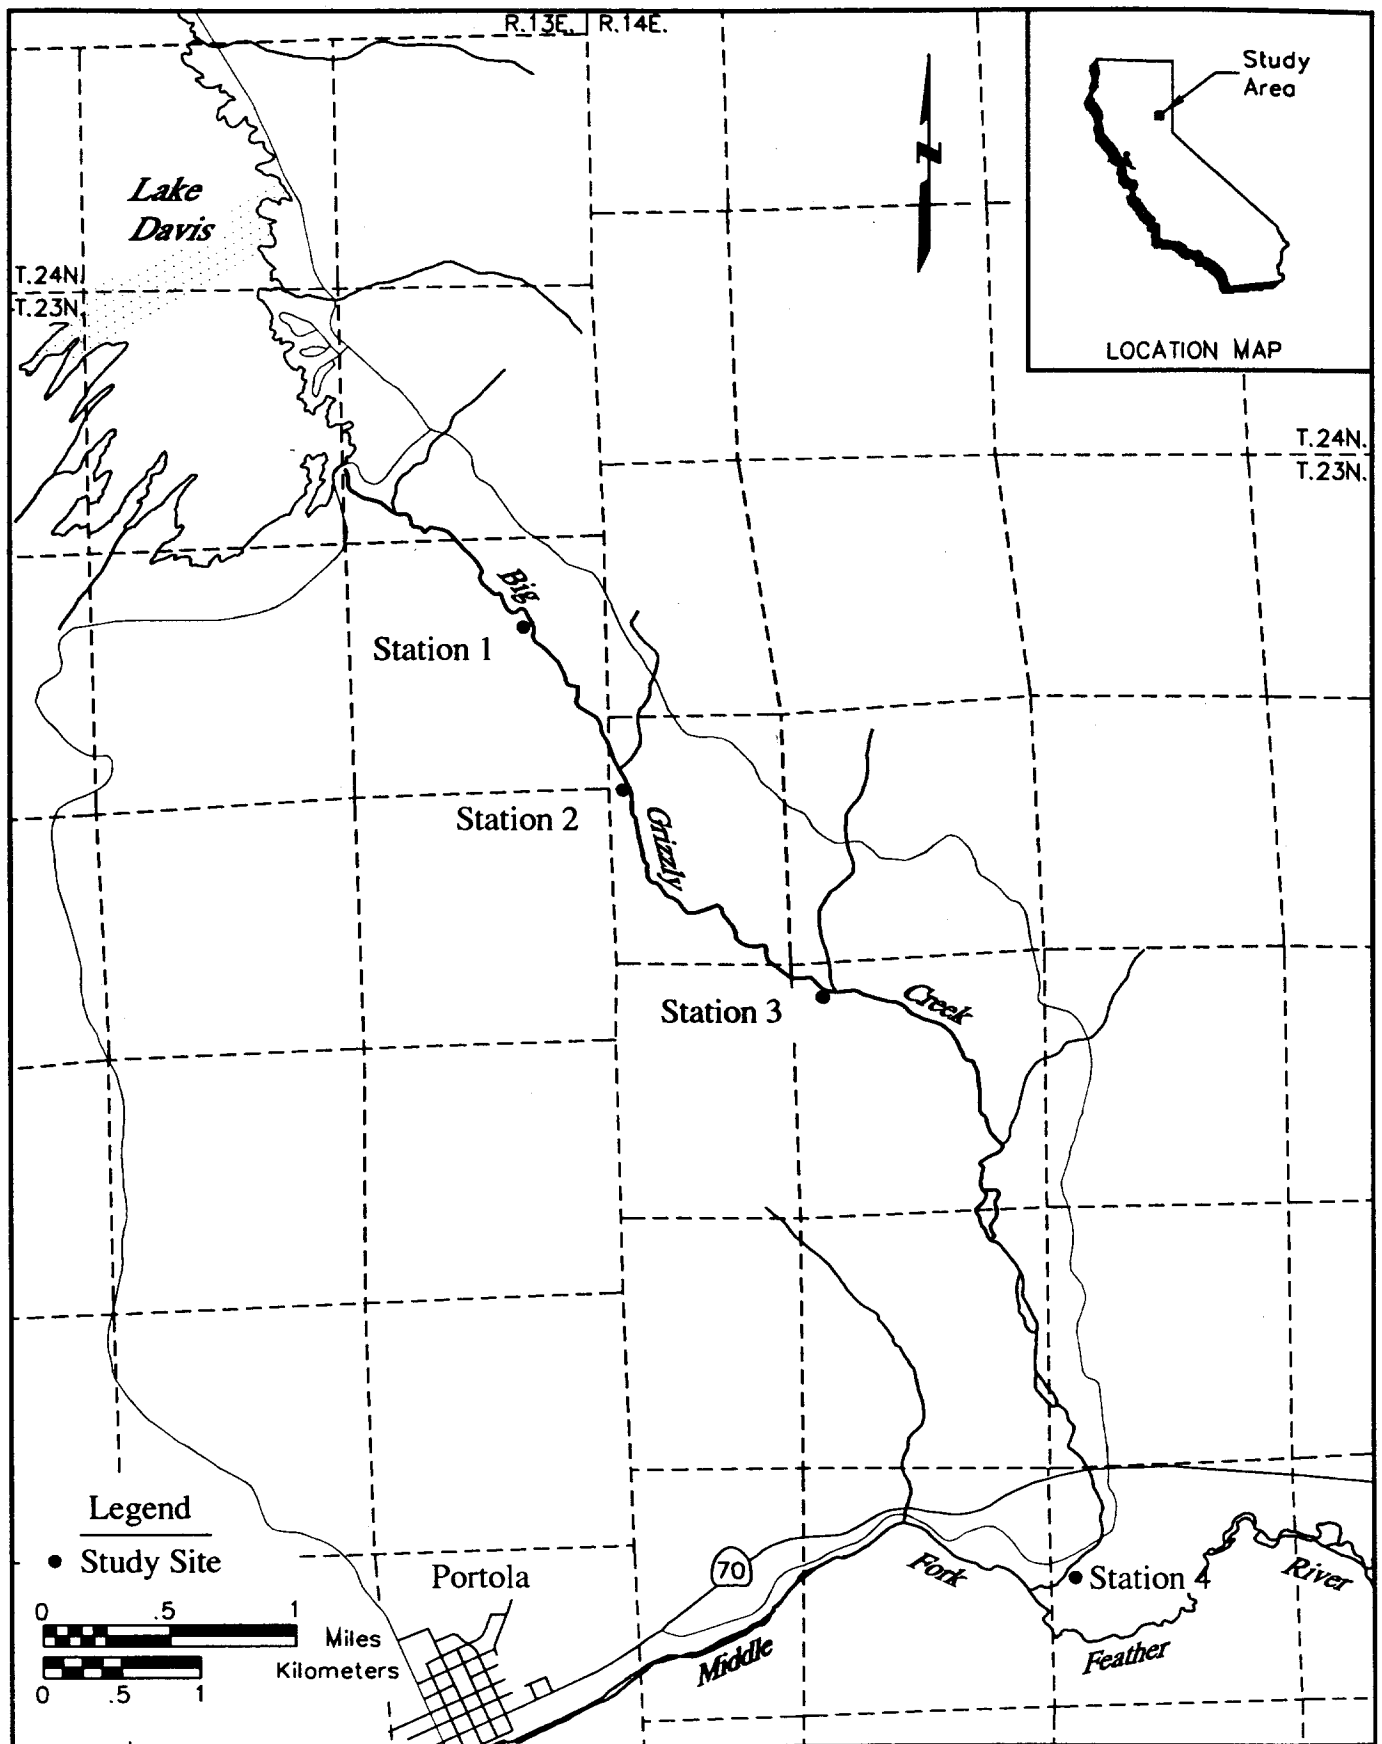 R.13E.
R.14E.
Study
Area
N
LOCATION MAP
Lake
Davis
T.24N.
T.23N.
T.24N.
T.23N.
Big
Station 1
Station 2
Grizzly
Station 3
Creek
Legend
Study Site
0 .5 1
Miles
Kilometers
0 .5 1
Portola
70
Middle
Fork
Station 4
Feather
River